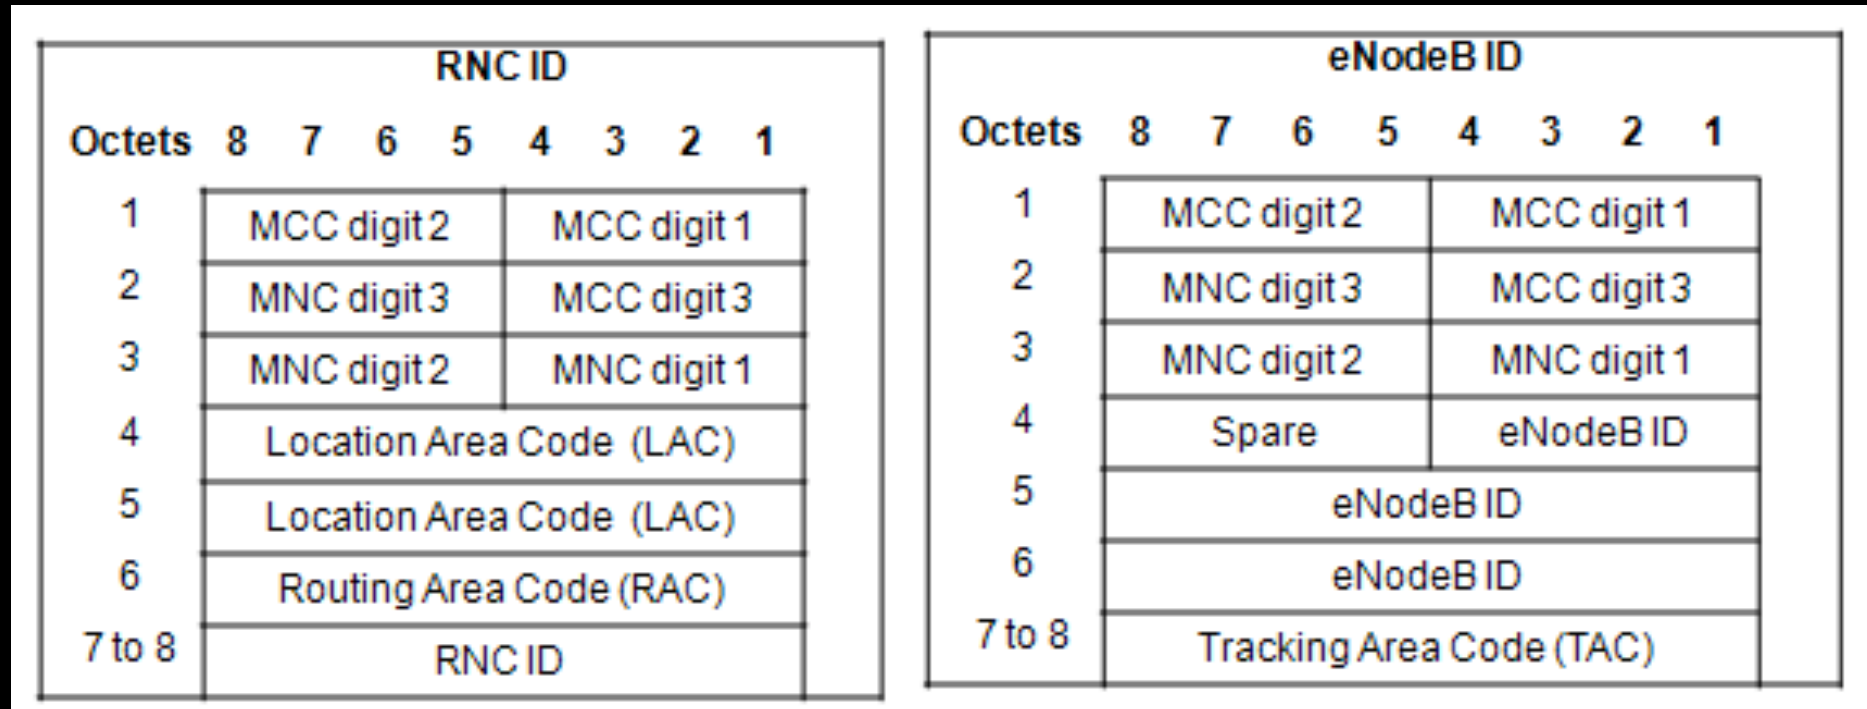 RNC ID
Octets 8 7 6 5 4 3 2 1
1 MCC digit 2 MCC digit 1
2 MNC digit 3 MCC digit 3
3 MNC digit 2 MNC digit 1
4 Location Area Code (LAC)
5 Location Area Code (LAC)
6 Routing Area Code (RAC)
7 to 8 RNC ID
eNodeB ID
Octets 8 7 6 5 4 3 2 1
1 MCC digit 2 MCC digit 1
2 MNC digit 3 MCC digit 3
3 MNC digit 2 MNC digit 1
4 Spare eNodeB ID
5 eNodeB ID
6 eNodeB ID
7 to 8 Tracking Area Code (TAC)